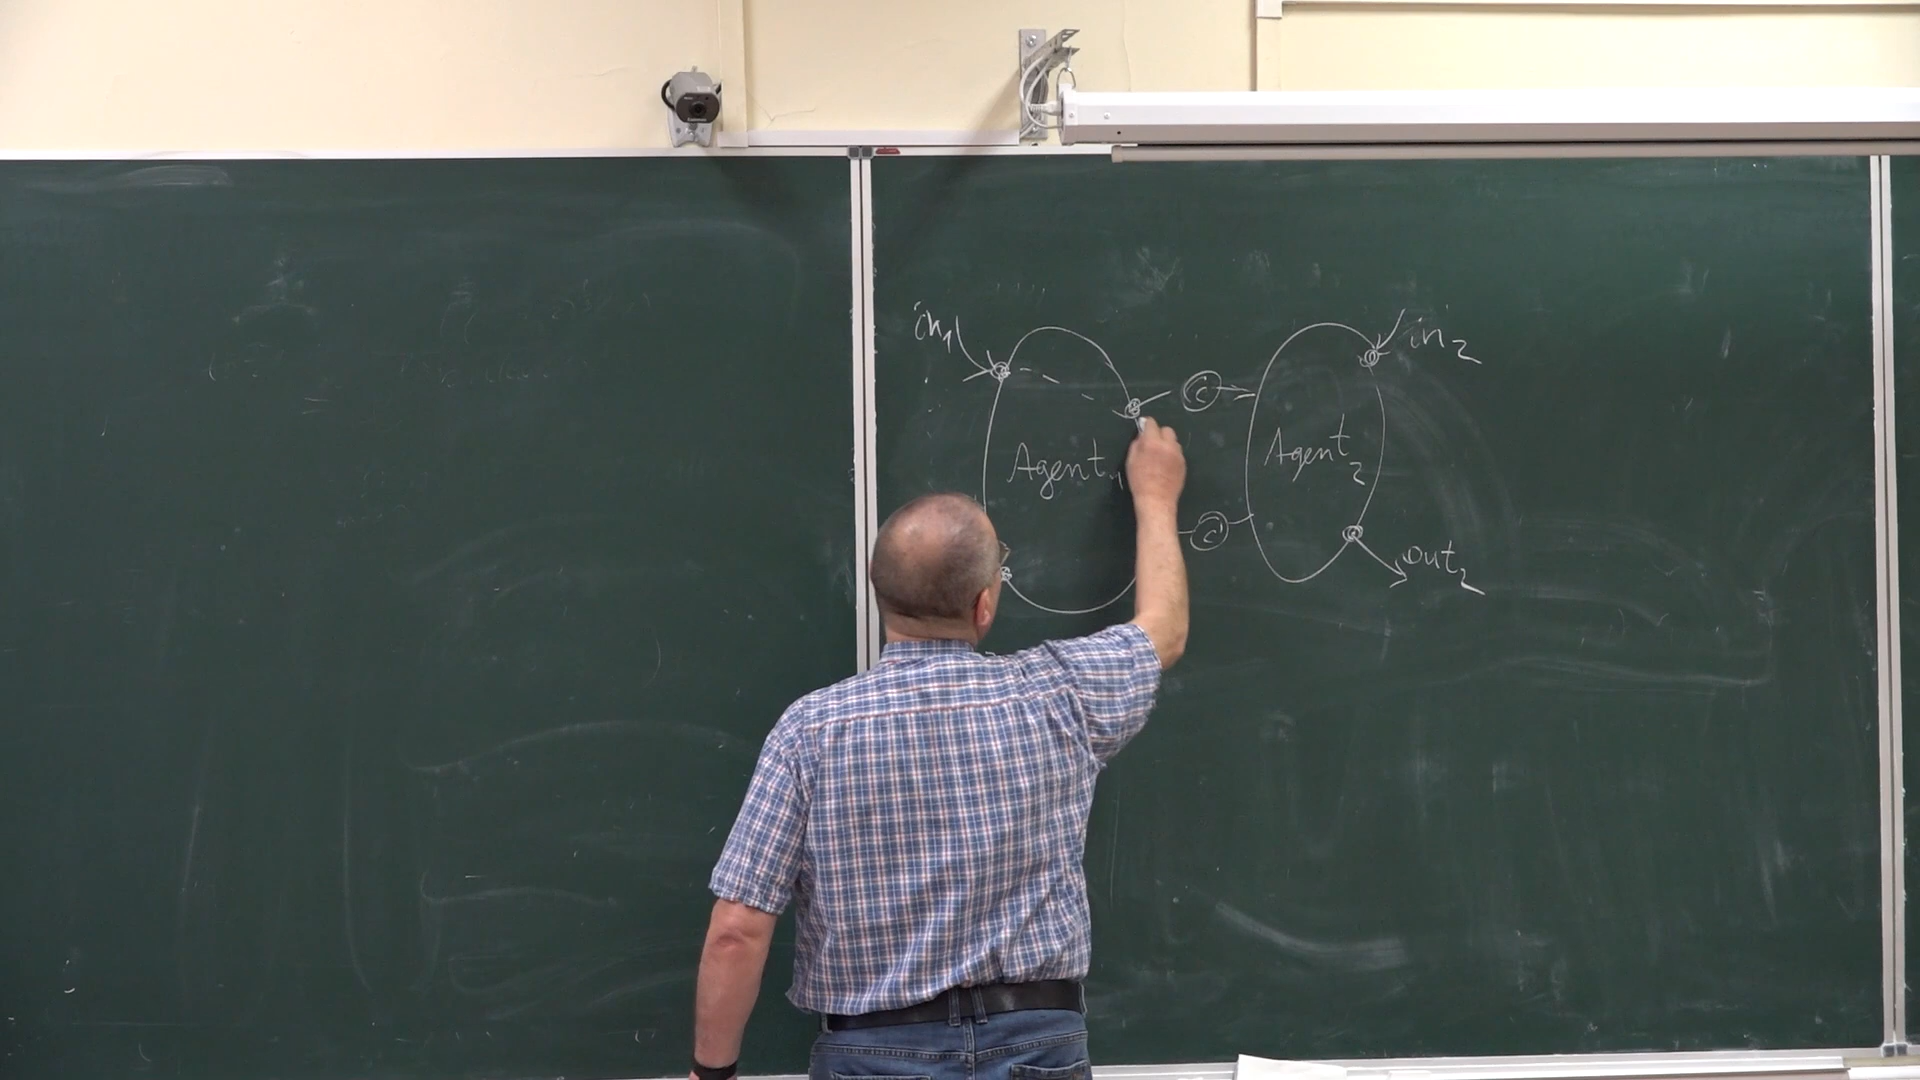 in₁
in₂
c
Agent₁
Agent₂
c'
out₂